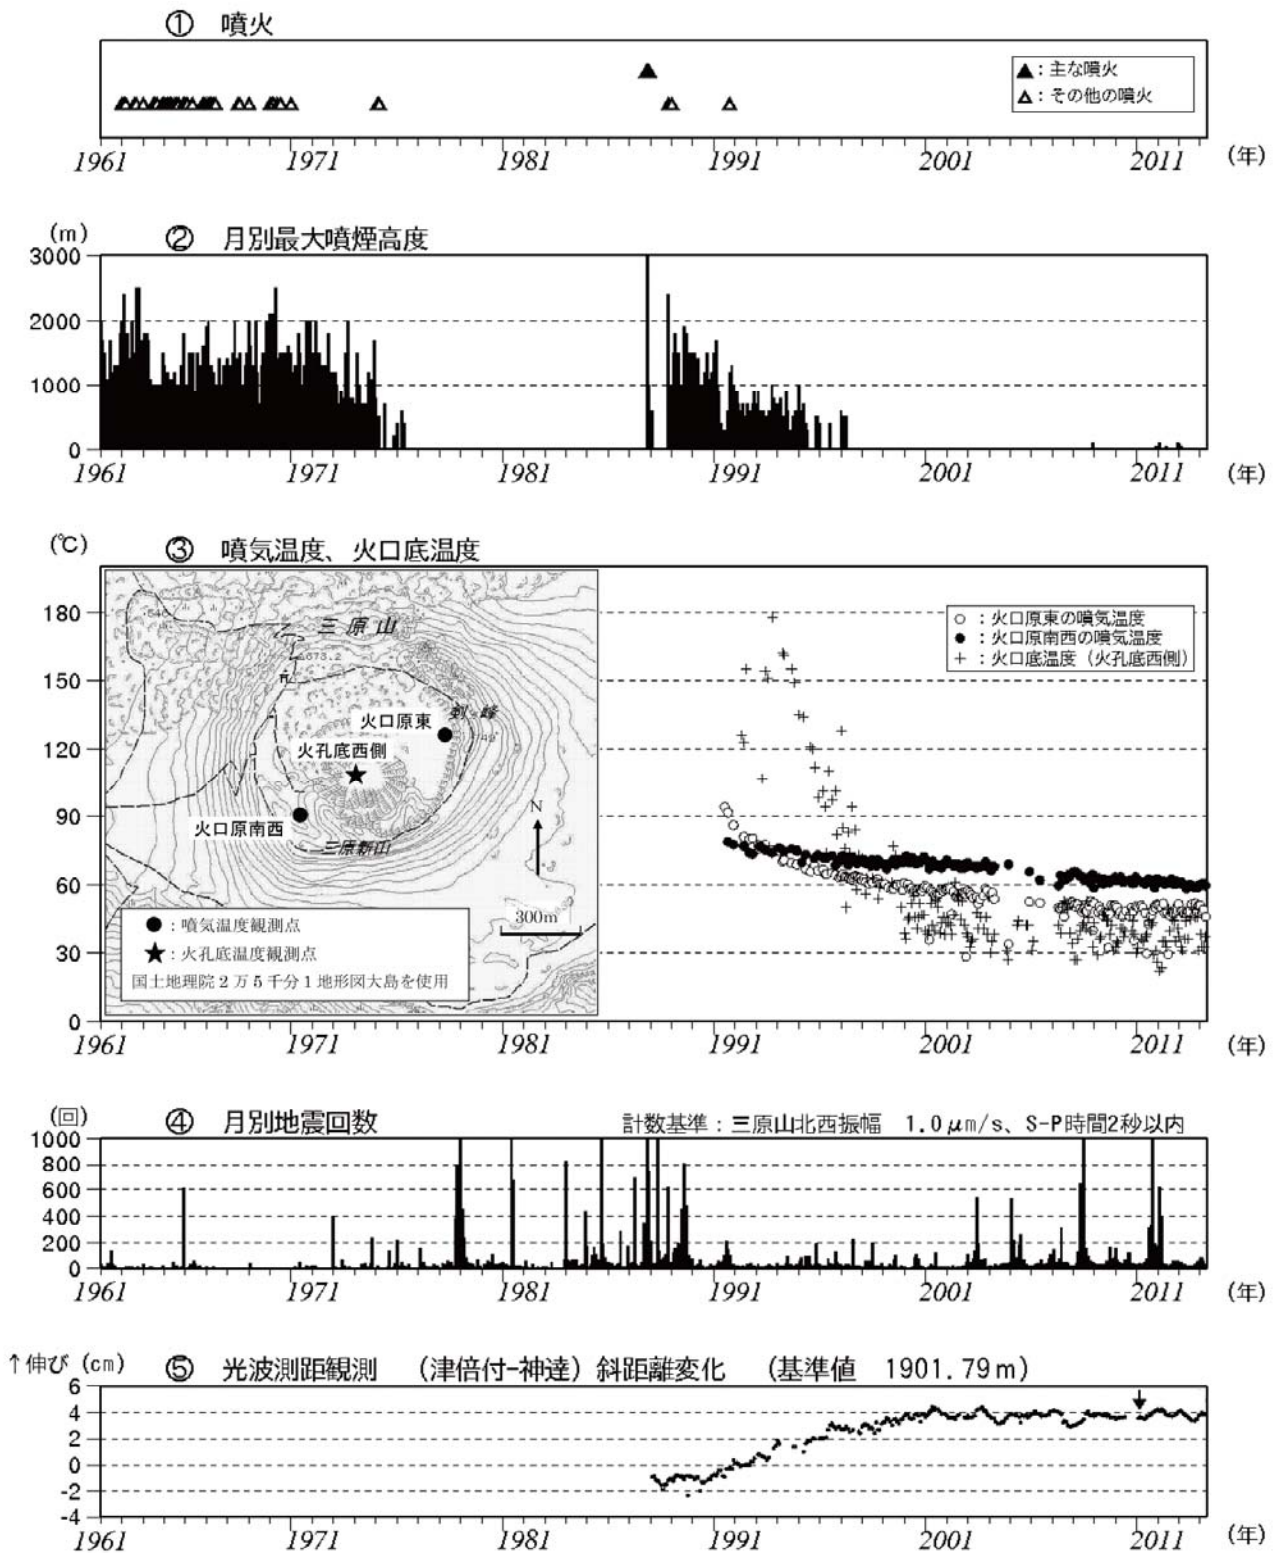 ① 噴火
▲：主な噴火
△：その他の噴火
1961 1971 1981 1991 2001 2011 (年)
(m) ② 月別最大噴煙高度
3000
2000
1000
0
1961 1971 1981 1991 2001 2011 (年)
(℃) ③ 噴気温度、火口底温度
180
150
120
90
60
30
0
三原山
剣ヶ峰
火口原東
火孔底西側
火口原南西
三原新山
N
300m
●：噴気温度観測点
★：火孔底温度観測点
国土地理院2万5千分1地形図大島を使用
○：火口原東の噴気温度
●：火口原南西の噴気温度
+：火口底温度（火孔底西側）
1961 1971 1981 1991 2001 2011 (年)
(回) ④ 月別地震回数 計数基準：三原山北西振幅 1.0μm/s、S-P時間2秒以内
1000
800
600
400
200
0
1961 1971 1981 1991 2001 2011 (年)
↑伸び (cm) ⑤ 光波測距観測 （津倍付-神達）斜距離変化 （基準値 1901.79m）
6
4
2
0
-2
-4
1961 1971 1981 1991 2001 2011 (年)